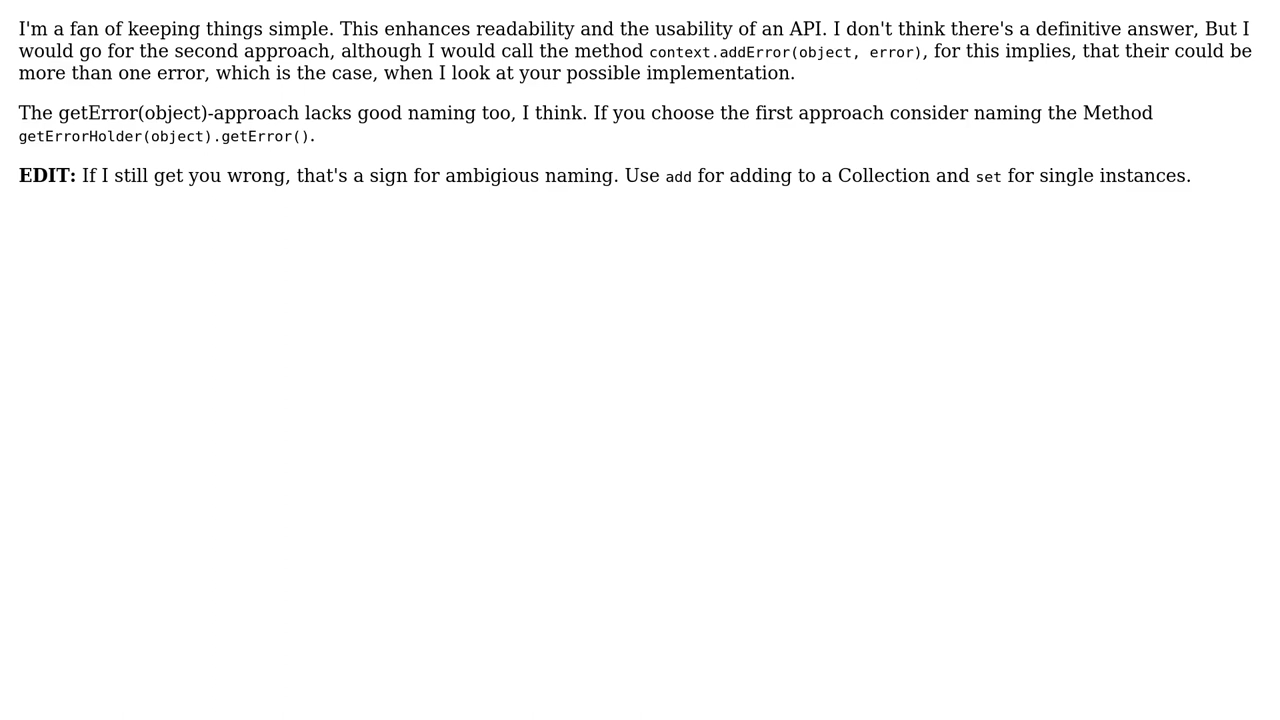 I'm a fan of keeping things simple. This enhances readability and the usability of an API. I don't think there's a definitive answer, But I
would go for the second approach, although I would call the method context.addError(object, error), for this implies, that their could be
more than one error, which is the case, when I look at your possible implementation.
The getError(object)-approach lacks good naming too, I think. If you choose the first approach consider naming the Method
getErrorHolder(object).getError().
EDIT: If I still get you wrong, that's a sign for ambigious naming. Use add for adding to a Collection and set for single instances.